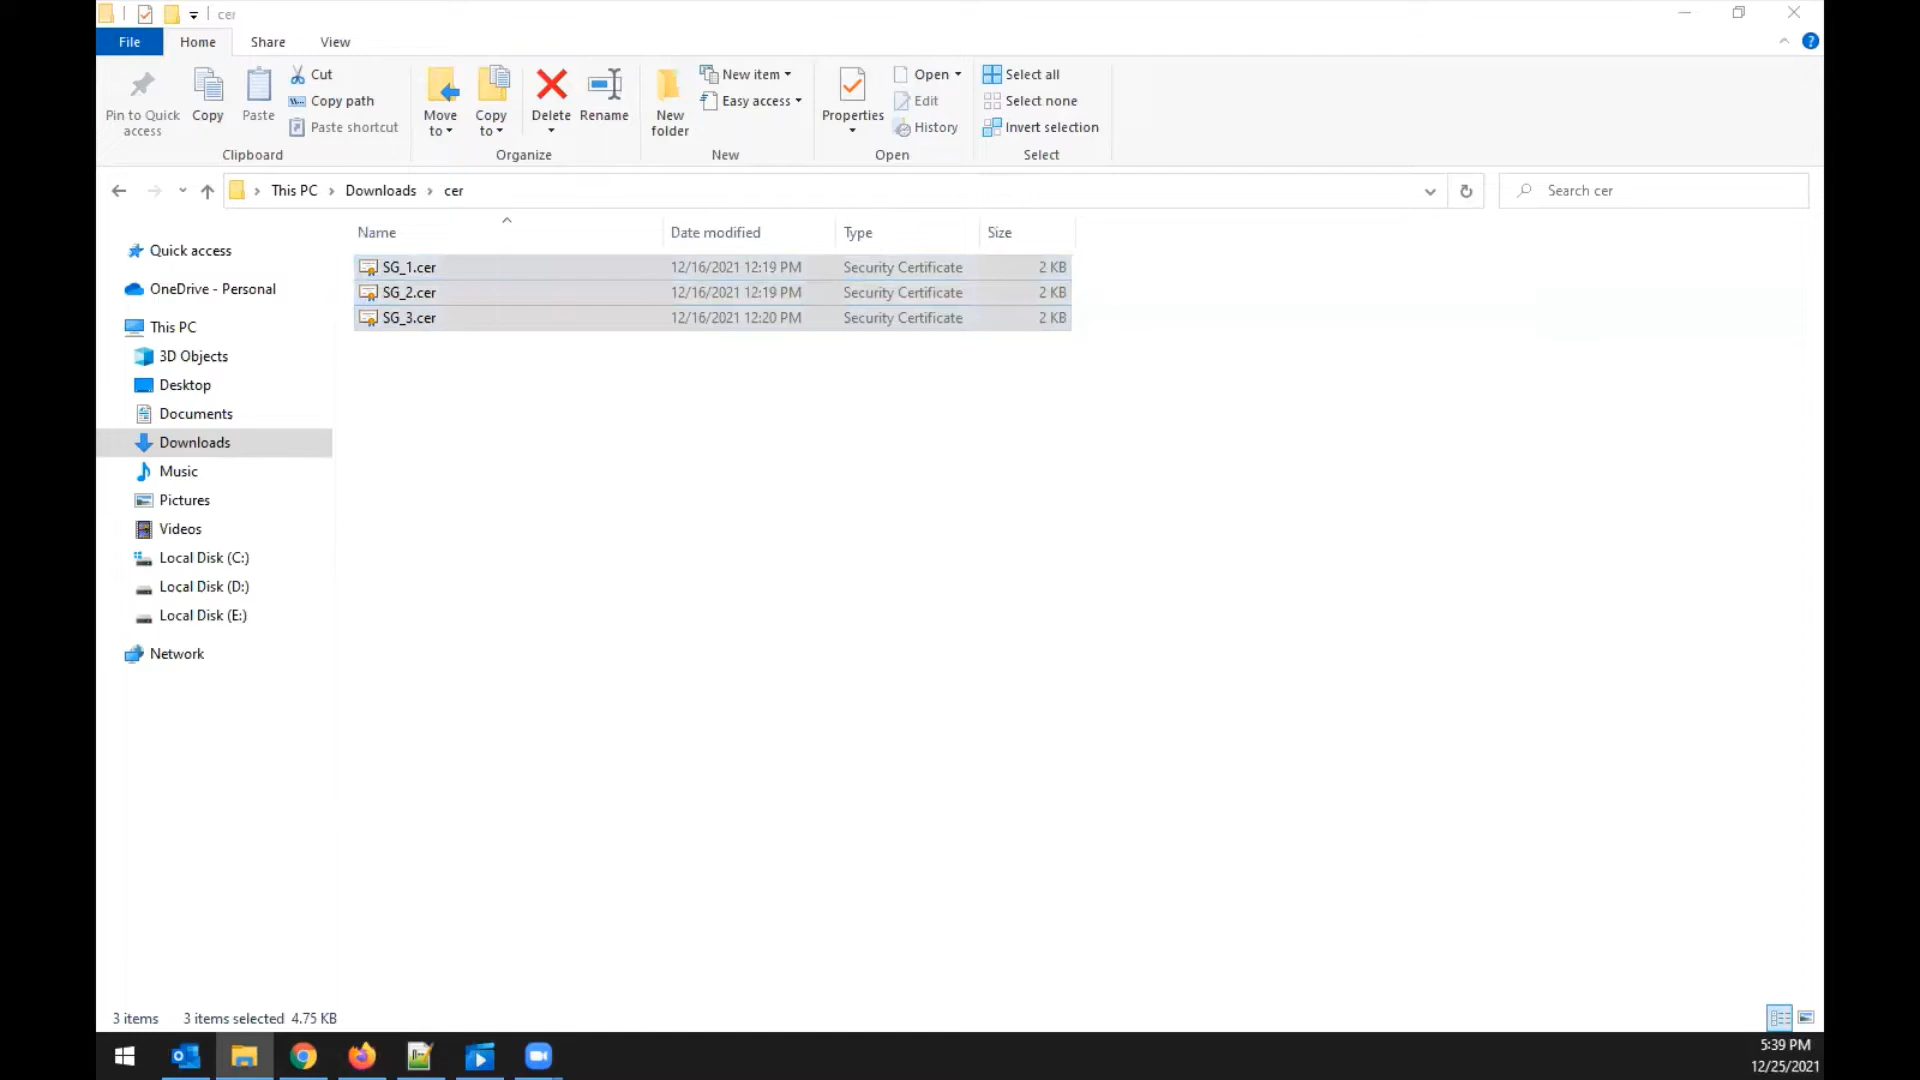 cer
File Home Share View
Pin to Quick access
Copy
Paste
Cut
Copy path
Paste shortcut
Clipboard
Move to
Copy to
Delete
Rename
Organize
New folder
New item
Easy access
New
Properties
Open
Edit
History
Open
Select all
Select none
Invert selection
Select
This PC > Downloads > cer
Search cer
Name Date modified Type Size
SG_1.cer 12/16/2021 12:19 PM Security Certificate 2 KB
SG_2.cer 12/16/2021 12:19 PM Security Certificate 2 KB
SG_3.cer 12/16/2021 12:20 PM Security Certificate 2 KB
Quick access
OneDrive - Personal
This PC
3D Objects
Desktop
Documents
Downloads
Music
Pictures
Videos
Local Disk (C:)
Local Disk (D:)
Local Disk (E:)
Network
3 items 3 items selected 4.75 KB
5:39 PM
12/25/2021